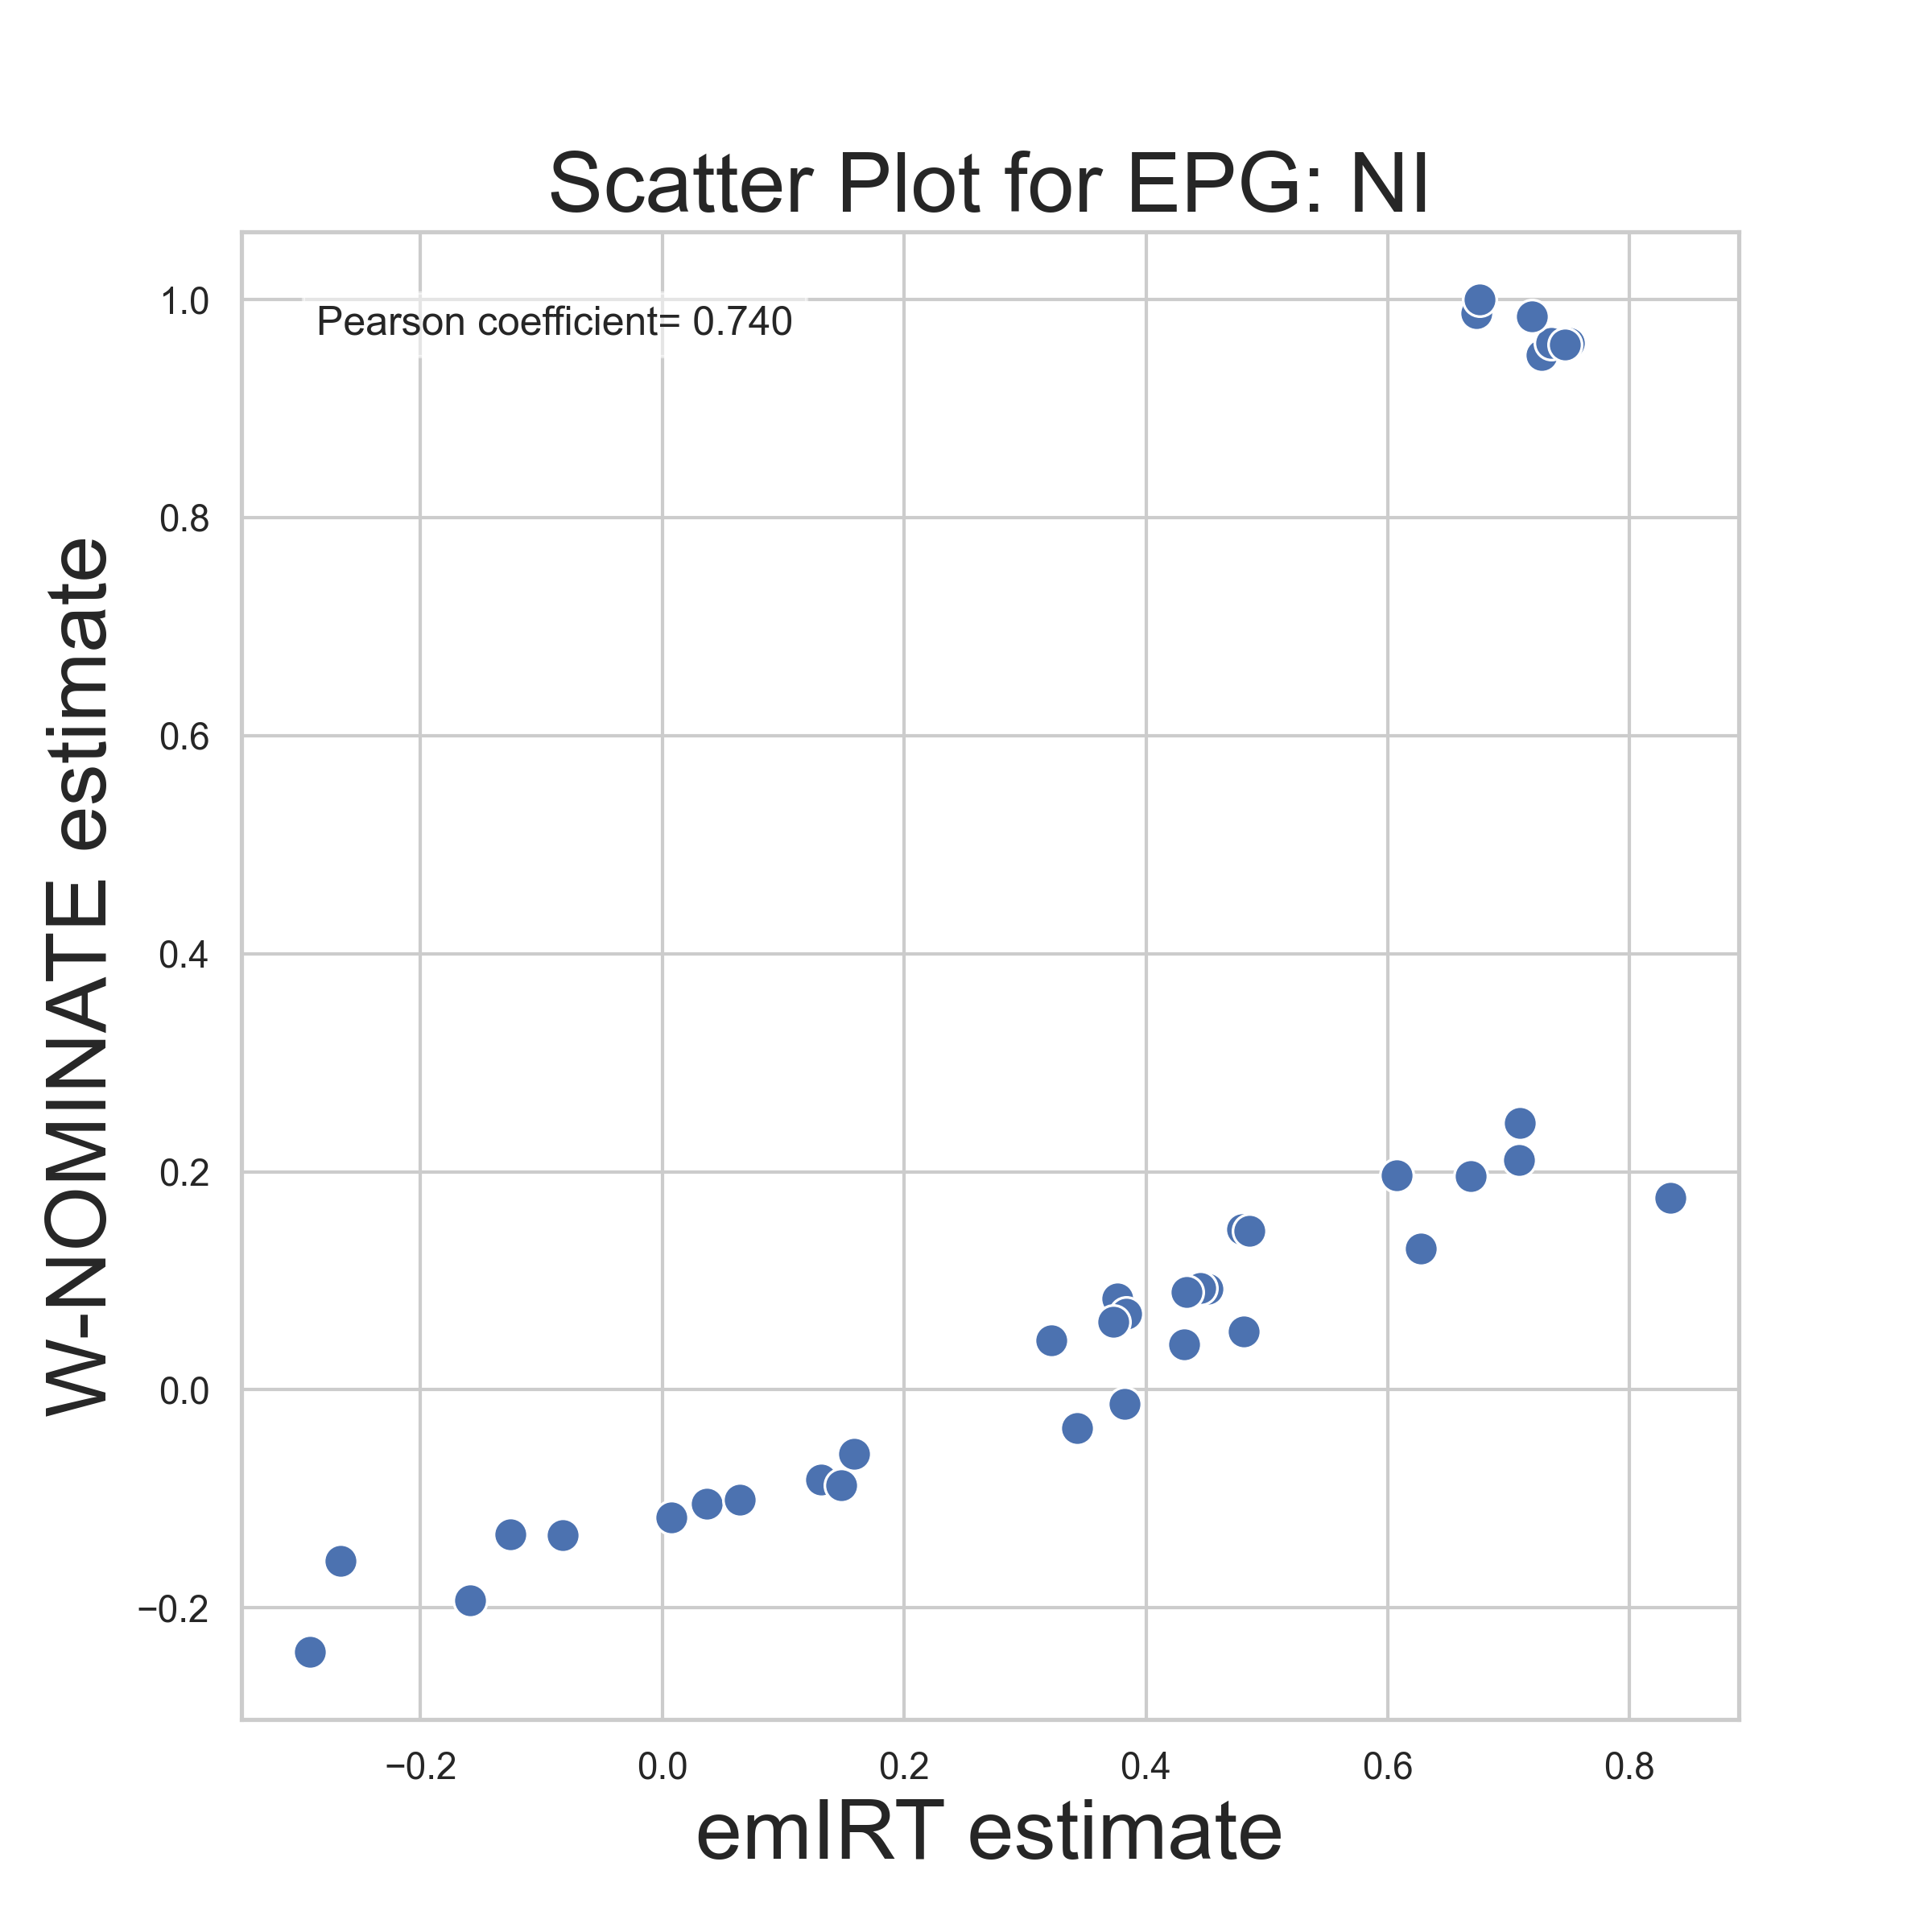 Scatter Plot for EPG: NI
Pearson coefficient= 0.740
1.0
0.8
0.6
0.4
0.2
0.0
−0.2
W-NOMINATE estimate
−0.2 0.0 0.2 0.4 0.6 0.8
emIRT estimate